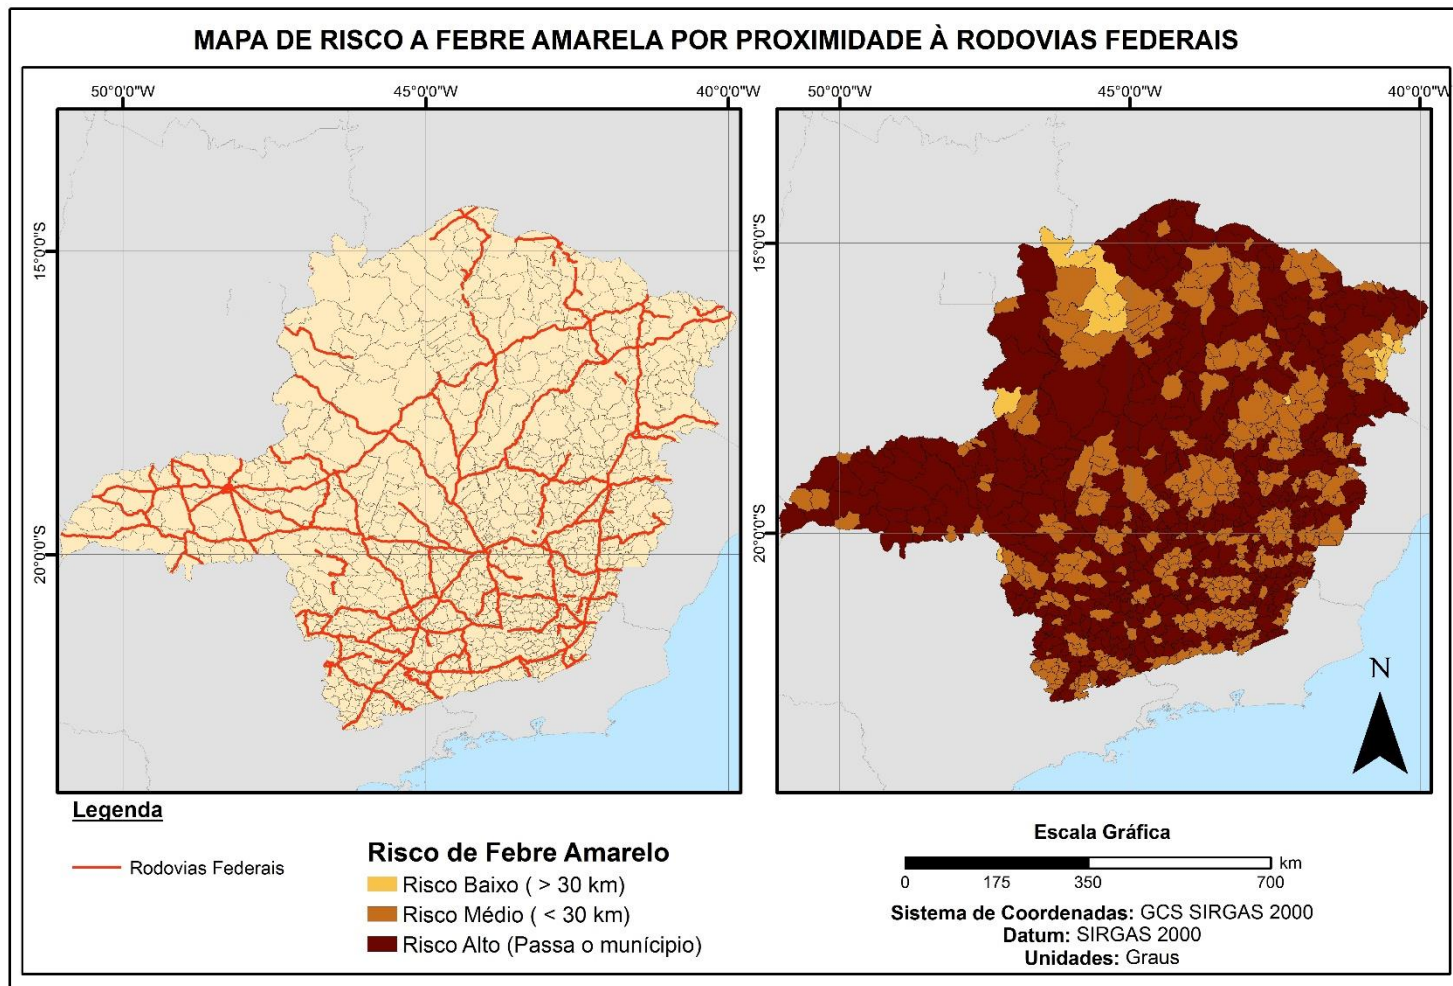 MAPA DE RISCO A FEBRE AMARELA POR PROXIMIDADE À RODOVIAS FEDERAIS
50°0'0"W 45°0'0"W 40°0'0"W
50°0'0"W 45°0'0"W 40°0'0"W
15°0'0"S
20°0'0"S
15°0'0"S
20°0'0"S
N
Legenda
Rodovias Federais
Risco de Febre Amarelo
Risco Baixo ( > 30 km)
Risco Médio ( < 30 km)
Risco Alto (Passa o munícipio)
Escala Gráfica
km
0 175 350 700
Sistema de Coordenadas: GCS SIRGAS 2000
Datum: SIRGAS 2000
Unidades: Graus